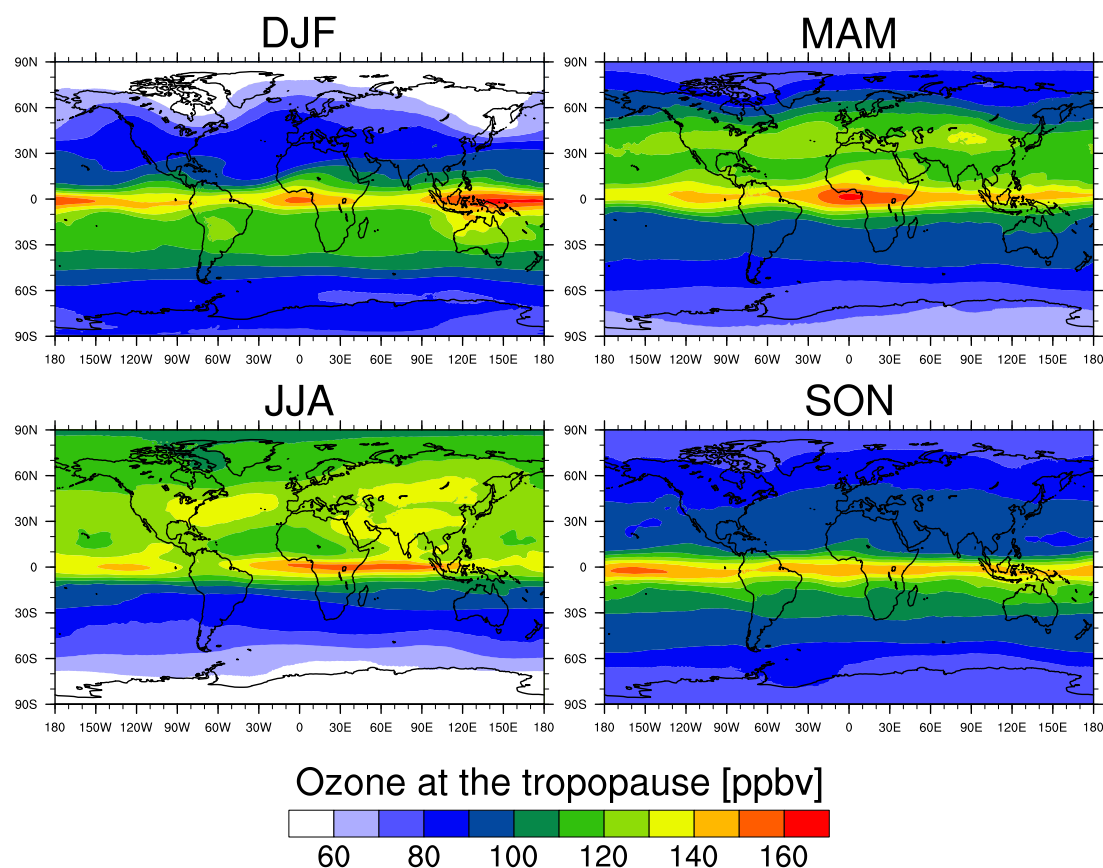 DJF MAM
90N 90N
60N 60N
30N 30N
0 0
30S 30S
60S 60S
90S 90S
180 150W 120W 90W 60W 30W 0 30E 60E 90E 120E 150E 180 180 150W 120W 90W 60W 30W 0 30E 60E 90E 120E 150E 180
JJA SON
90N 90N
60N 60N
30N 30N
0 0
30S 30S
60S 60S
90S 90S
180 150W 120W 90W 60W 30W 0 30E 60E 90E 120E 150E 180 180 150W 120W 90W 60W 30W 0 30E 60E 90E 120E 150E 180
Ozone at the tropopause [ppbv]
60 80 100 120 140 160